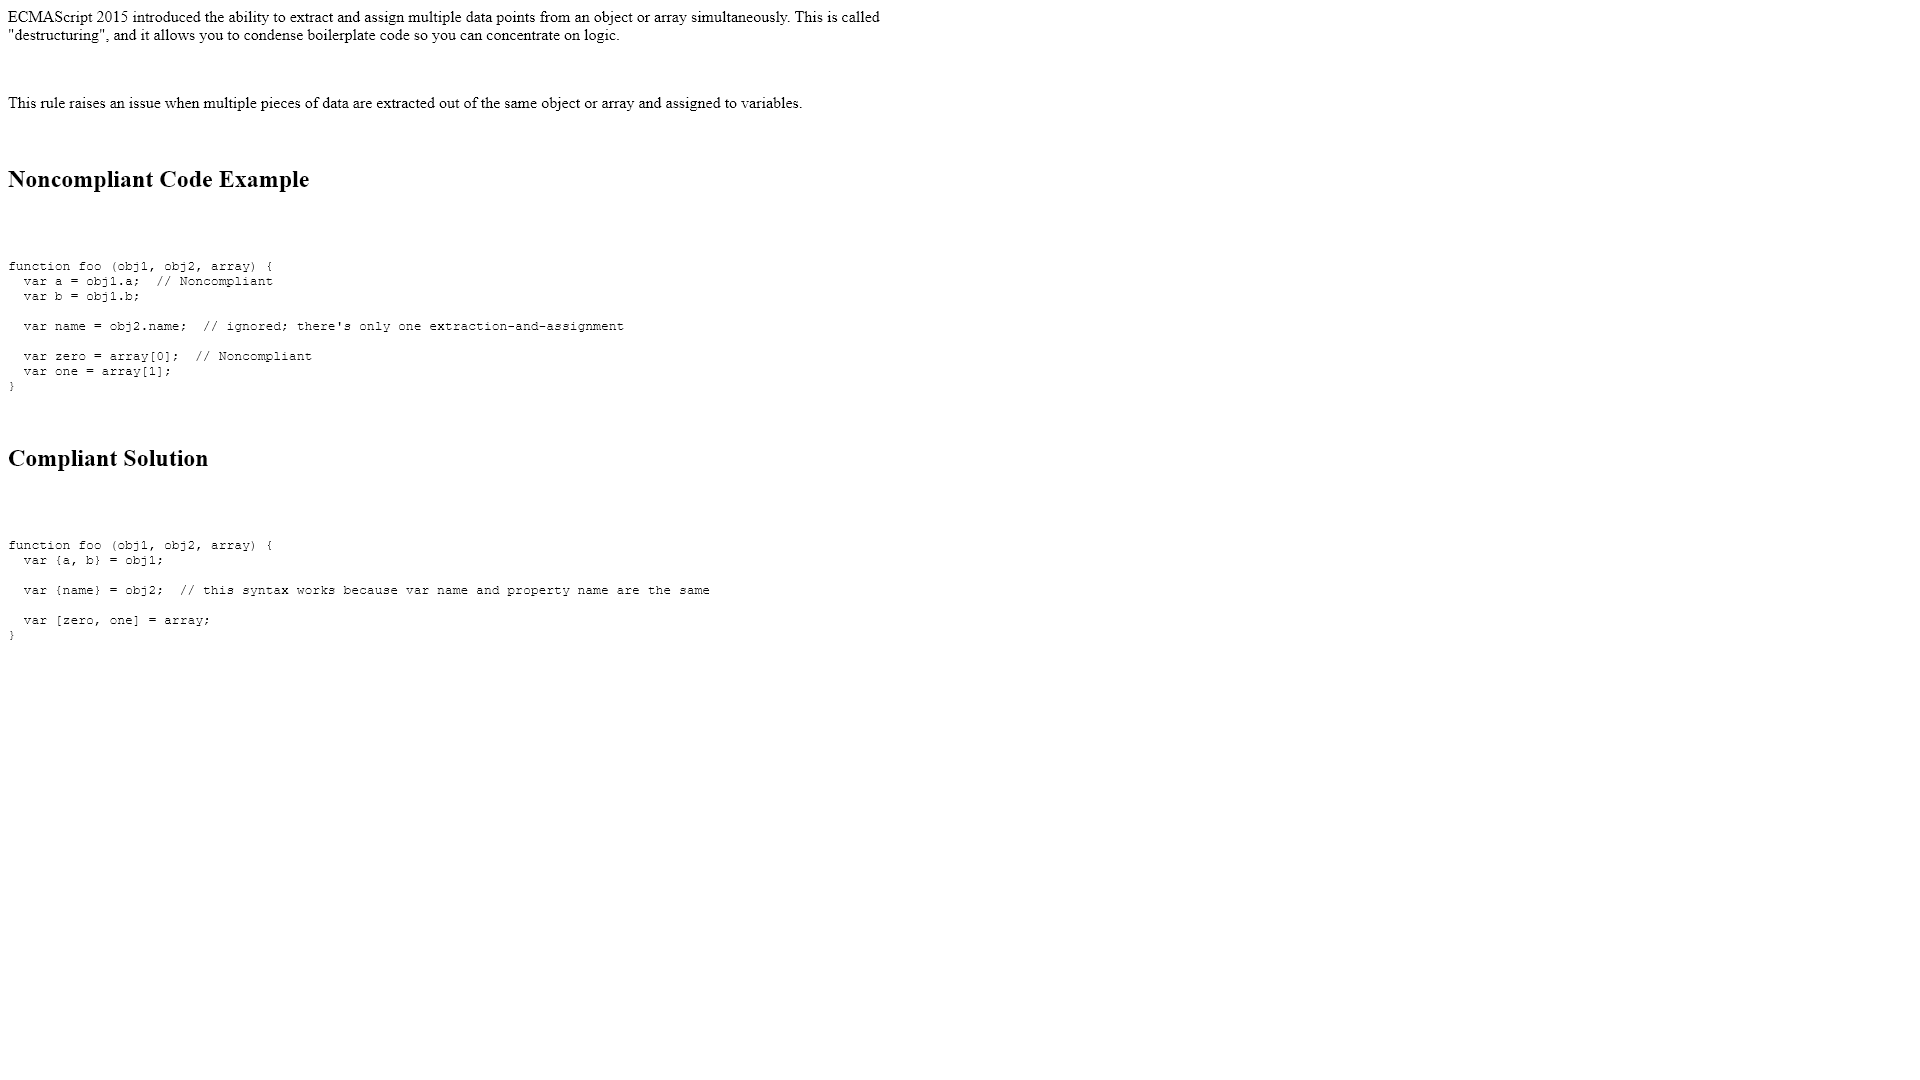 ECMAScript 2015 introduced the ability to extract and assign multiple data points from an object or array simultaneously. This is called
"destructuring", and it allows you to condense boilerplate code so you can concentrate on logic.
This rule raises an issue when multiple pieces of data are extracted out of the same object or array and assigned to variables.
Noncompliant Code Example
function foo (obj1, obj2, array) {
  var a = obj1.a;  // Noncompliant
  var b = obj1.b;
  var name = obj2.name;  // ignored; there's only one extraction-and-assignment
  var zero = array[0];  // Noncompliant
  var one = array[1];
}
Compliant Solution
function foo (obj1, obj2, array) {
  var {a, b} = obj1;
  var {name} = obj2;  // this syntax works because var name and property name are the same
  var [zero, one] = array;
}